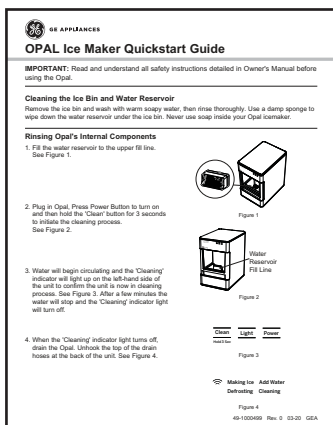 GE APPLIANCES
OPAL Ice Maker Quickstart Guide
IMPORTANT: Read and understand all safety instructions detailed in Owner's Manual before
using the Opal.
Cleaning the Ice Bin and Water Reservoir
Remove the ice bin and wash with warm soapy water, then rinse thoroughly. Use a damp sponge to
wipe down the water reservoir under the ice bin. Never use soap inside your Opal icemaker.
Rinsing Opal's Internal Components
1. Fill the water reservoir to the upper fill line.
See Figure 1.
Figure 1
2. Plug in Opal, Press Power Button to turn on
and then hold the 'Clean" button for 3 seconds
to initiate the cleaning process.
See Figure 2.
Water
Reservoir
Fill Line
Figure 2
3. Water will begin circulating and the 'Cleaning'
indicator will light up on the left-hand side of
the unit to confirm the unit is now in cleaning
process. See Figure 3. After a few minutes the
water will stop and the 'Cleaning' indicator light
will turn off.
Clean Light Power
Hold 3 Sec
Figure 3
4. When the 'Cleaning' indicator light turns off,
drain the Opal. Unhook the top of the drain
hoses at the back of the unit. See Figure 4.
Making Ice Add Water
Defrosting Cleaning
Figure 4
49-1000499 Rev. 0 03-20 GEA